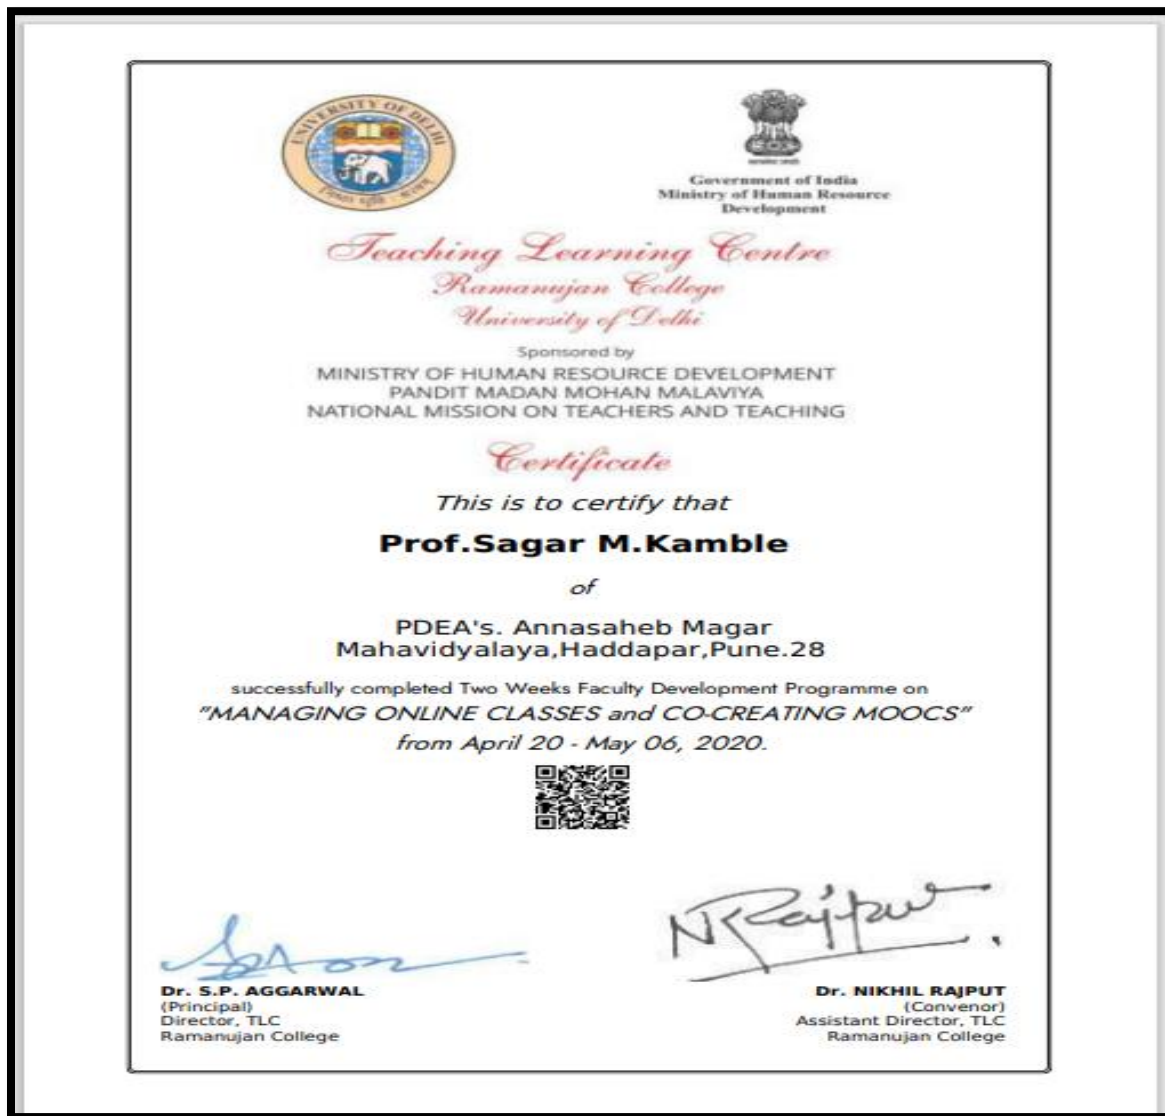 UNIVERSITY OF DELHI
Government of India
Ministry of Human Resource
Development
Teaching Learning Centre
Ramanujan College
University of Delhi
Sponsored by
MINISTRY OF HUMAN RESOURCE DEVELOPMENT
PANDIT MADAN MOHAN MALAVIYA
NATIONAL MISSION ON TEACHERS AND TEACHING
Certificate
This is to certify that
Prof.Sagar M.Kamble
of
PDEA's. Annasaheb Magar
Mahavidyalaya,Haddapar,Pune.28
successfully completed Two Weeks Faculty Development Programme on
"MANAGING ONLINE CLASSES and CO-CREATING MOOCS"
from April 20 - May 06, 2020.
NRajput
Dr. S.P. AGGARWAL
(Principal)
Director, TLC
Ramanujan College
Dr. NIKHIL RAJPUT
(Convenor)
Assistant Director, TLC
Ramanujan College